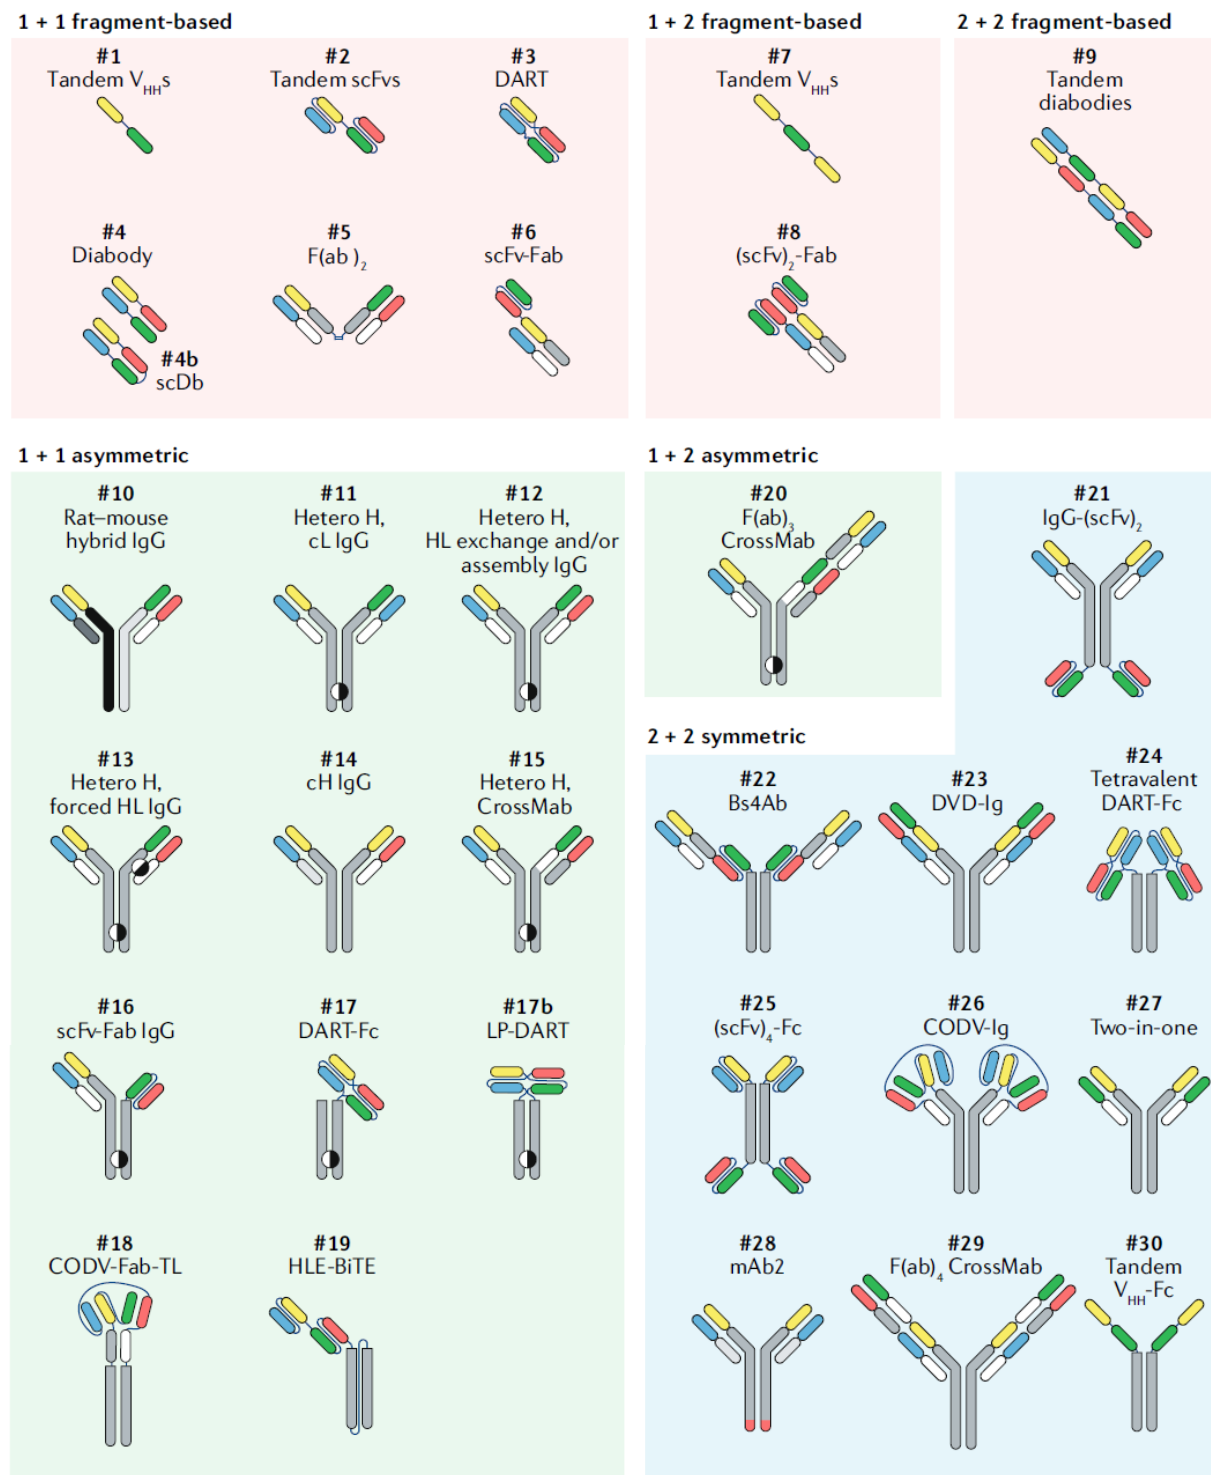 1 + 1 fragment-based
#1
Tandem VHHs
#2
Tandem scFvs
#3
DART
#4
Diabody
#4b
scDb
#5
F(ab )2
#6
scFv-Fab
1 + 2 fragment-based
#7
Tandem VHHs
#8
(scFv)2-Fab
2 + 2 fragment-based
#9
Tandem
diabodies
1 + 1 asymmetric
#10
Rat–mouse
hybrid IgG
#11
Hetero H,
cL IgG
#12
Hetero H,
HL exchange and/or
assembly IgG
#13
Hetero H,
forced HL IgG
#14
cH IgG
#15
Hetero H,
CrossMab
#16
scFv-Fab IgG
#17
DART-Fc
#17b
LP-DART
#18
CODV-Fab-TL
#19
HLE-BiTE
1 + 2 asymmetric
#20
F(ab)3
CrossMab
2 + 2 symmetric
#21
IgG-(scFv)2
#22
Bs4Ab
#23
DVD-Ig
#24
Tetravalent
DART-Fc
#25
(scFv)4-Fc
#26
CODV-Ig
#27
Two-in-one
#28
mAb2
#29
F(ab)4 CrossMab
#30
Tandem
VHH-Fc